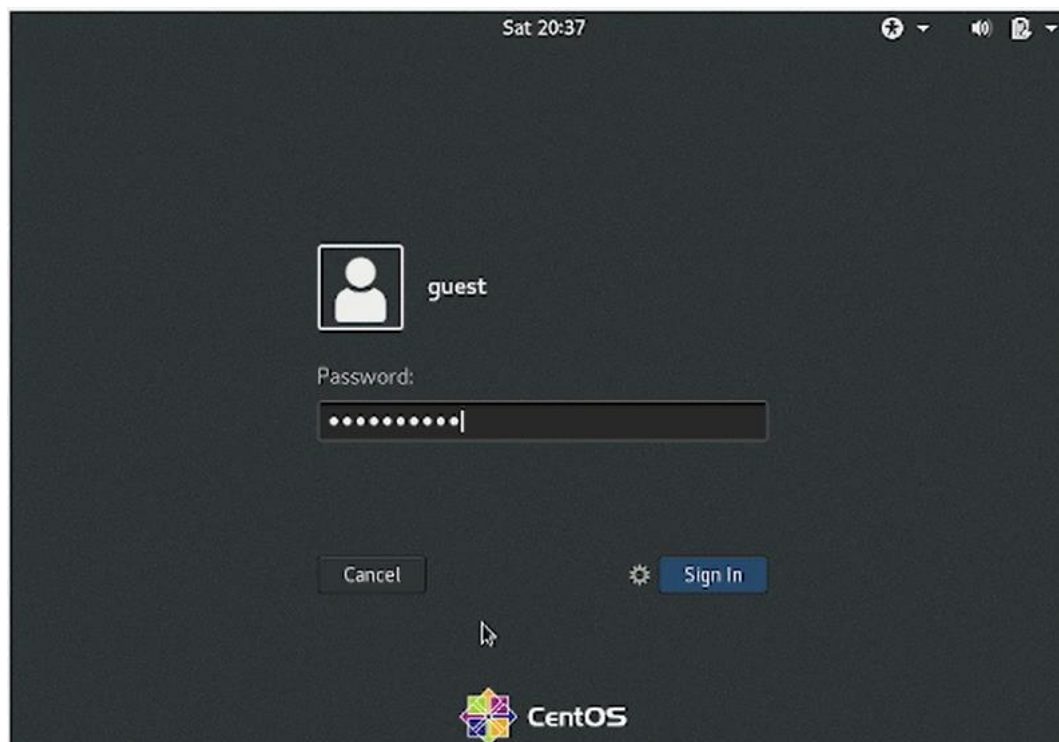 Sat 20:37
guest
Password:
••••••••••
Cancel
Sign In
CentOS